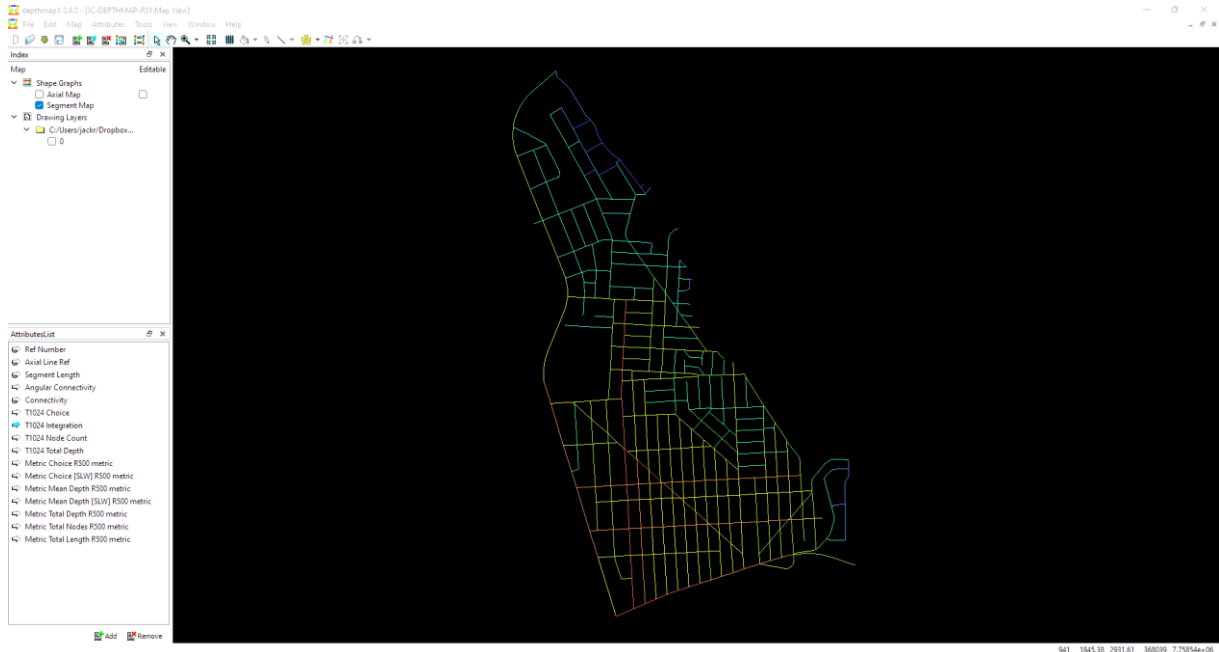 depthmapX 0.8.0 - [JC-DEPTHMAP-R01:Map View]
File Edit Map Attributes Tools View Window Help
Index
Map Editable
Shape Graphs
Axial Map
Segment Map
Drawing Layers
C:/Users/jackr/Dropbox...
0
AttributesList
Ref Number
Axial Line Ref
Segment Length
Angular Connectivity
Connectivity
T1024 Choice
T1024 Integration
T1024 Node Count
T1024 Total Depth
Metric Choice R500 metric
Metric Choice [SLW] R500 metric
Metric Mean Depth R500 metric
Metric Mean Depth [SLW] R500 metric
Metric Total Depth R500 metric
Metric Total Nodes R500 metric
Metric Total Length R500 metric
Add Remove
941 1845.38, 2931.61 368039, 7.75854e+06